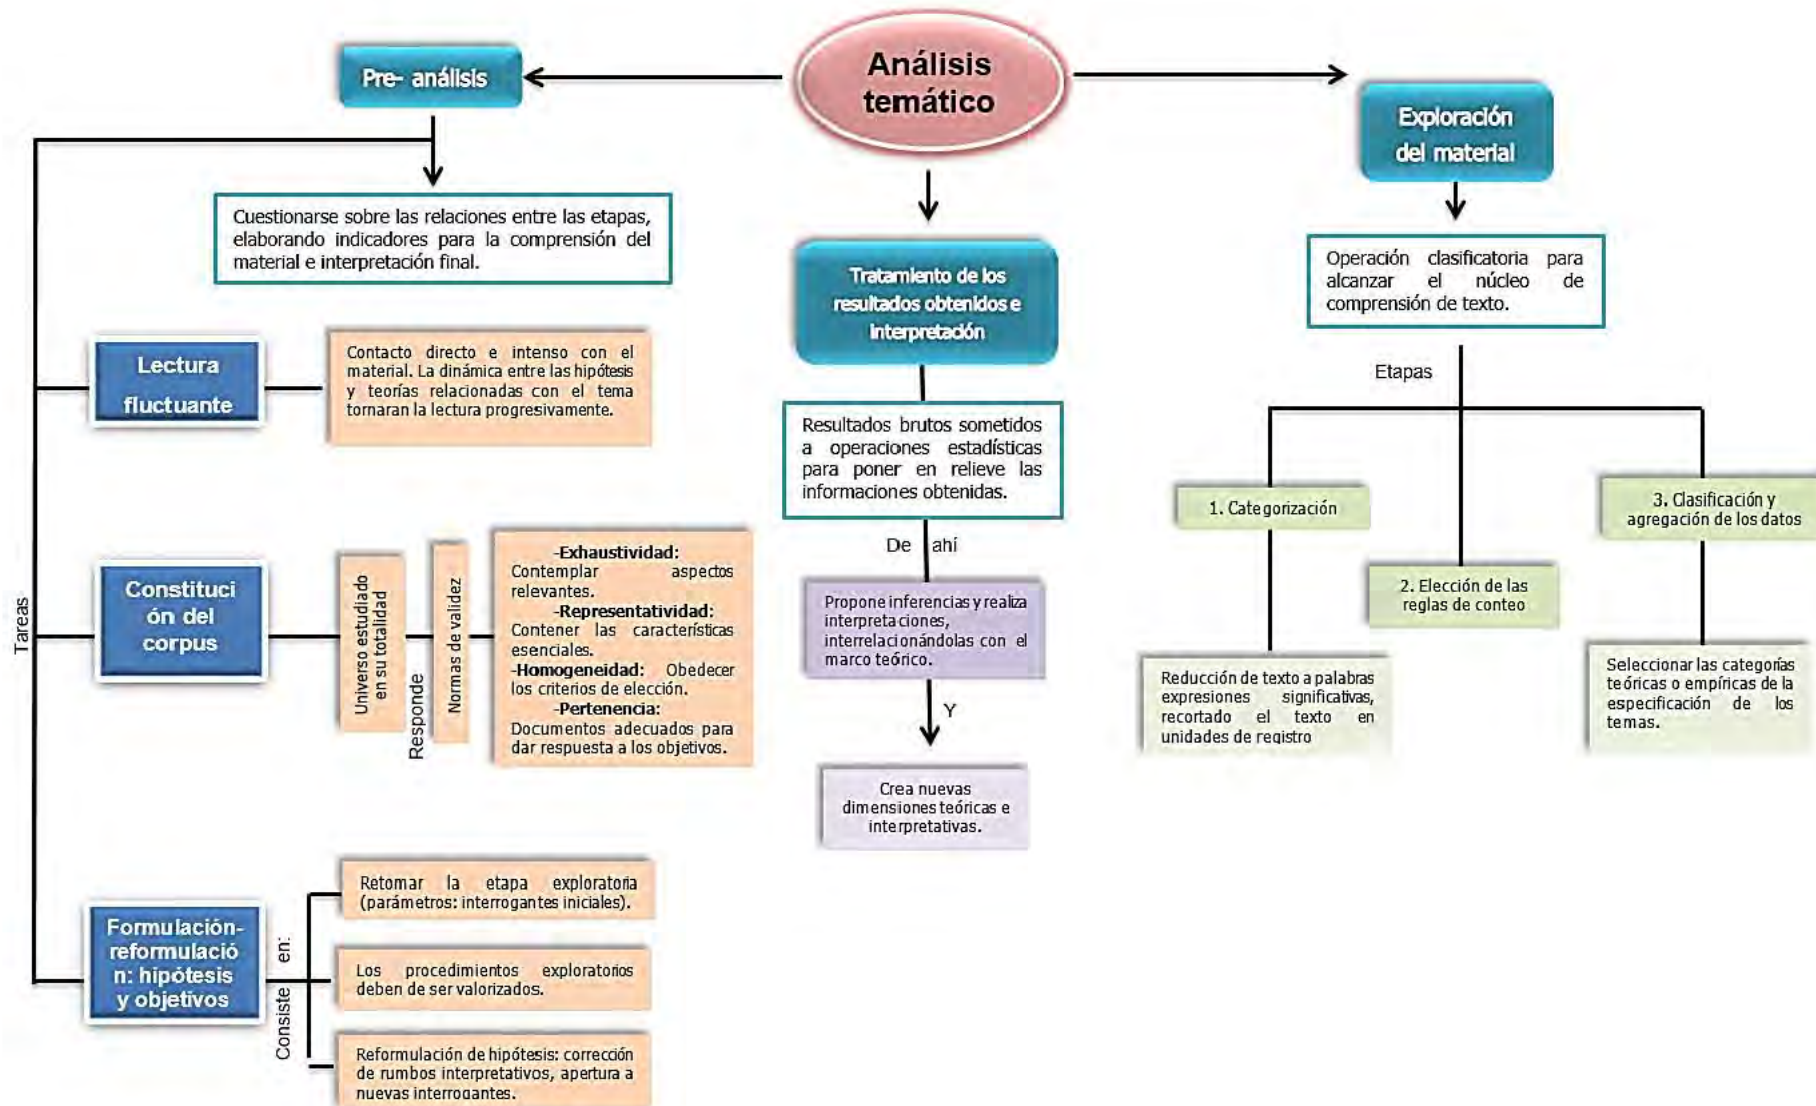 Análisis
temático
Pre- análisis
Cuestionarse sobre las relaciones entre las etapas,
elaborando indicadores para la comprensión del
material e interpretación final.
Tareas
Lectura
fluctuante
Contacto directo e intenso con el
material. La dinámica entre las hipótesis
y teorías relacionadas con el tema
tornaran la lectura progresivamente.
Constituci
ón del
corpus
Universo estudiado
en su totalidad
Responde
Normas de validez
-Exhaustividad:
Contemplar aspectos
relevantes.
-Representatividad:
Contener las características
esenciales.
-Homogeneidad: Obedecer
los criterios de elección.
-Pertenencia:
Documentos adecuados para
dar respuesta a los objetivos.
Formulación-
reformulació
n: hipótesis
y objetivos
Consiste en:
Retomar la etapa exploratoria
(parámetros: interrogantes iniciales).
Los procedimientos exploratorios
deben de ser valorizados.
Reformulación de hipótesis: corrección
de rumbos interpretativos, apertura a
nuevas interrogantes.
Tratamiento de los
resultados obtenidos e
interpretación
Resultados brutos sometidos
a operaciones estadísticas
para poner en relieve las
informaciones obtenidas.
De ahí
Propone inferencias y realiza
interpretaciones,
interrelacionándolas con el
marco teórico.
Y
Crea nuevas
dimensiones teóricas e
interpretativas.
Exploración
del material
Operación clasificatoria para
alcanzar el núcleo de
comprensión de texto.
Etapas
1. Categorización
Reducción de texto a palabras
expresiones significativas,
recortado el texto en
unidades de registro
2. Elección de las
reglas de conteo
3. Clasificación y
agregación de los datos
Seleccionar las categorías
teóricas o empíricas de la
especificación de los
temas.